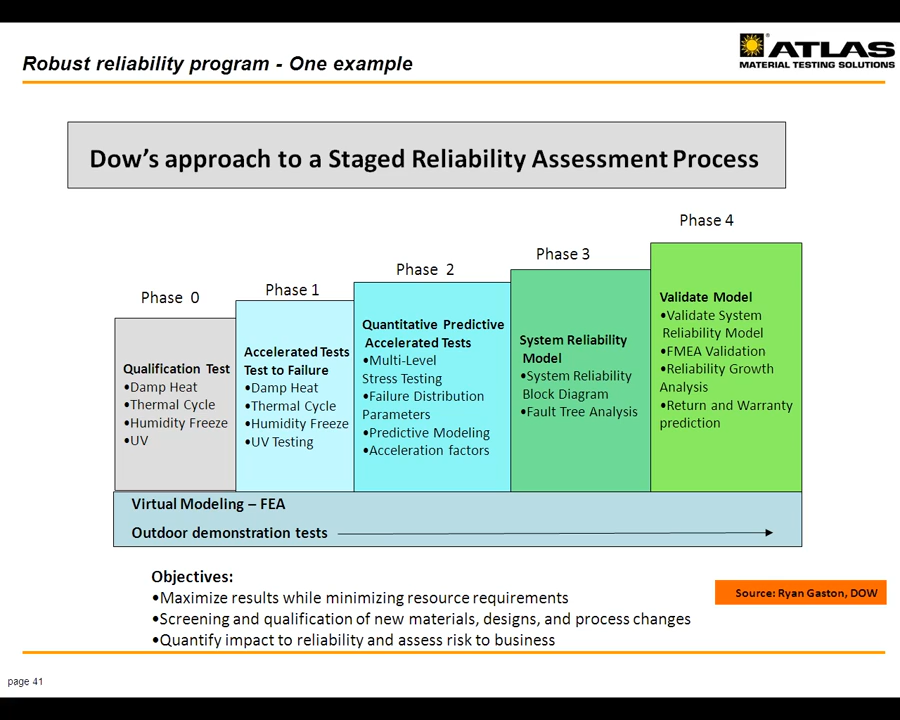 Robust reliability program - One example
ATLAS
MATERIAL TESTING SOLUTIONS
Dow's approach to a Staged Reliability Assessment Process
Phase 0
Qualification Test
•Damp Heat
•Thermal Cycle
•Humidity Freeze
•UV
Phase 1
Accelerated Tests
Test to Failure
•Damp Heat
•Thermal Cycle
•Humidity Freeze
•UV Testing
Phase 2
Quantitative Predictive
Accelerated Tests
•Multi-Level
Stress Testing
•Failure Distribution
Parameters
•Predictive Modeling
•Acceleration factors
Phase 3
System Reliability
Model
•System Reliability
Block Diagram
•Fault Tree Analysis
Phase 4
Validate Model
•Validate System
Reliability Model
•FMEA Validation
•Reliability Growth
Analysis
•Return and Warranty
prediction
Virtual Modeling – FEA
Outdoor demonstration tests
Objectives:
•Maximize results while minimizing resource requirements
•Screening and qualification of new materials, designs, and process changes
•Quantify impact to reliability and assess risk to business
Source: Ryan Gaston, DOW
page 41